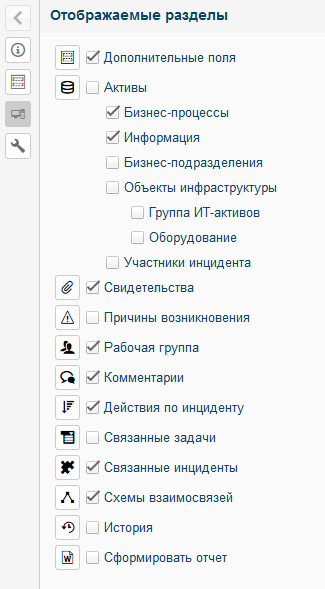 Отображаемые разделы
Дополнительные поля
Активы
Бизнес-процессы
Информация
Бизнес-подразделения
Объекты инфраструктуры
Группа ИТ-активов
Оборудование
Участники инцидента
Свидетельства
Причины возникновения
Рабочая группа
Комментарии
Действия по инциденту
Связанные задачи
Связанные инциденты
Схемы взаимосвязей
История
Сформировать отчет